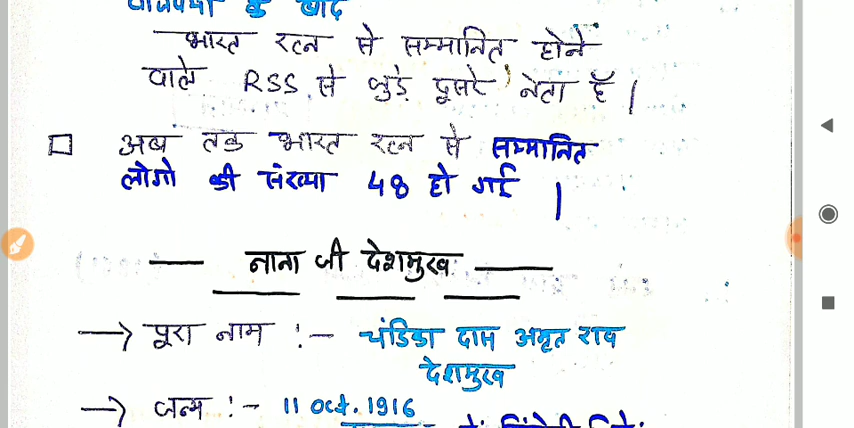 वाजपेयी के बाद
भारत रत्न से सम्मानित होने
वाले RSS से जुड़े दूसरे नेता हैं |
□ अब तक भारत रत्न से सम्मानित
लोगो की संख्या 48 हो गई |
— नाना जी देशमुख —
→ पूरा नाम :- चंडिका दास अमृत राव
देशमुख
→ जन्म :- 11 Oct. 1916